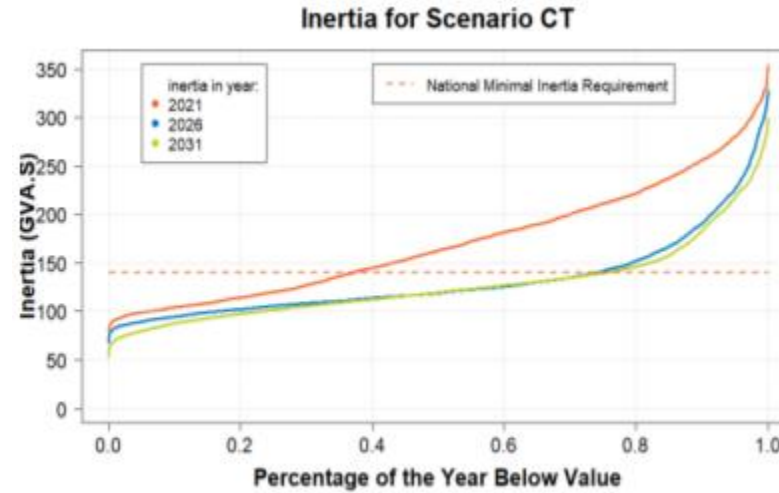 Inertia for Scenario CT
inertia in year:
2021
2026
2031
National Minimal Inertia Requirement
Inertia (GVA.S)
350
300
250
200
150
100
50
0
0.0 0.2 0.4 0.6 0.8 1.0
Percentage of the Year Below Value